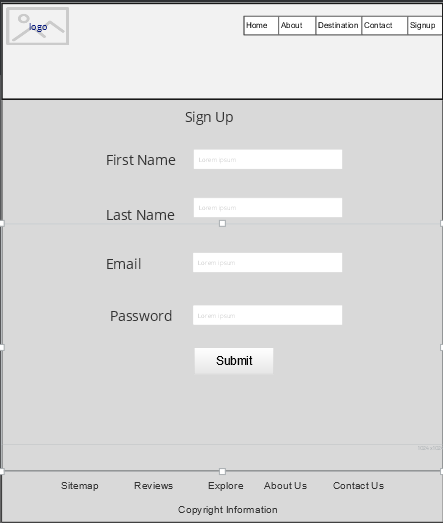 logo
Home About Destination Contact Signup
Sign Up
First Name Lorem ipsum
Last Name Lorem ipsum
Email Lorem ipsum
Password Lorem ipsum
Submit
Sitemap Reviews Explore About Us Contact Us
Copyright Information